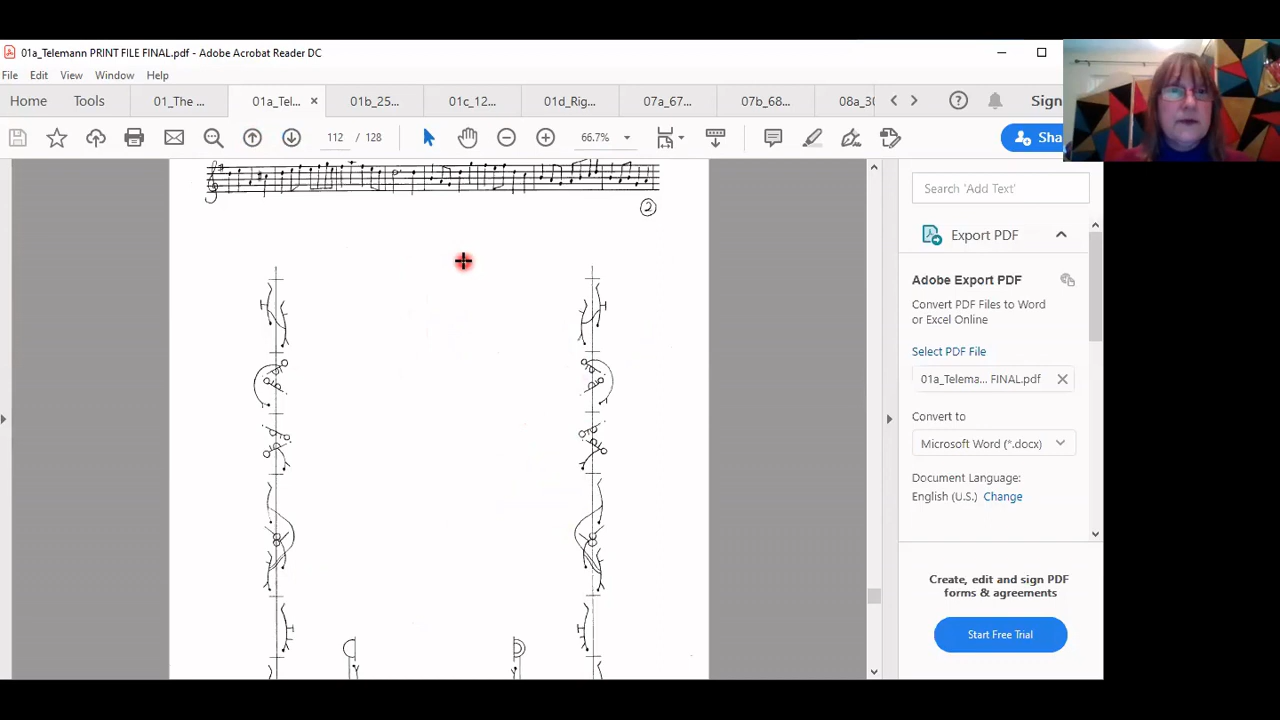 01a_Telemann PRINT FILE FINAL.pdf - Adobe Acrobat Reader DC
File Edit View Window Help
Home Tools 01_The ... 01a_Tel... × 01b_25... 01c_12... 01d_Rig... 07a_67... 07b_68... 08a_30 Sign
112 / 128 66.7% Sha
2
Search 'Add Text'
Export PDF
Adobe Export PDF
Convert PDF Files to Word
or Excel Online
Select PDF File
01a_Telema... FINAL.pdf
Convert to
Microsoft Word (*.docx)
Document Language:
English (U.S.) Change
Create, edit and sign PDF
forms & agreements
Start Free Trial